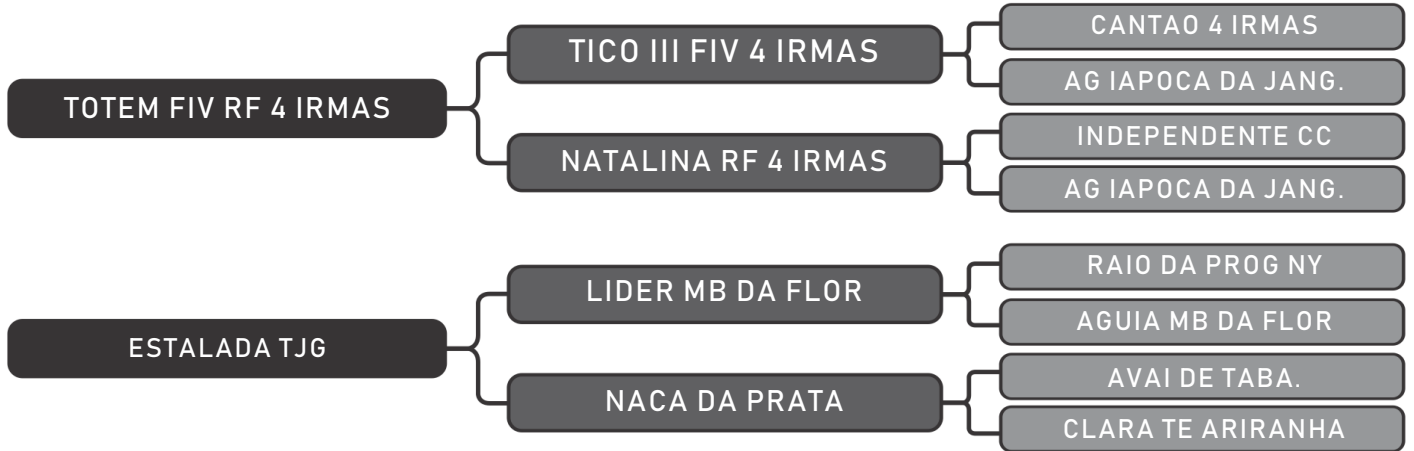 TOTEM FIV RF 4 IRMAS
TICO III FIV 4 IRMAS
CANTAO 4 IRMAS
AG IAPOCA DA JANG.
NATALINA RF 4 IRMAS
INDEPENDENTE CC
AG IAPOCA DA JANG.
ESTALADA TJG
LIDER MB DA FLOR
RAIO DA PROG NY
AGUIA MB DA FLOR
NACA DA PRATA
AVAI DE TABA.
CLARA TE ARIRANHA